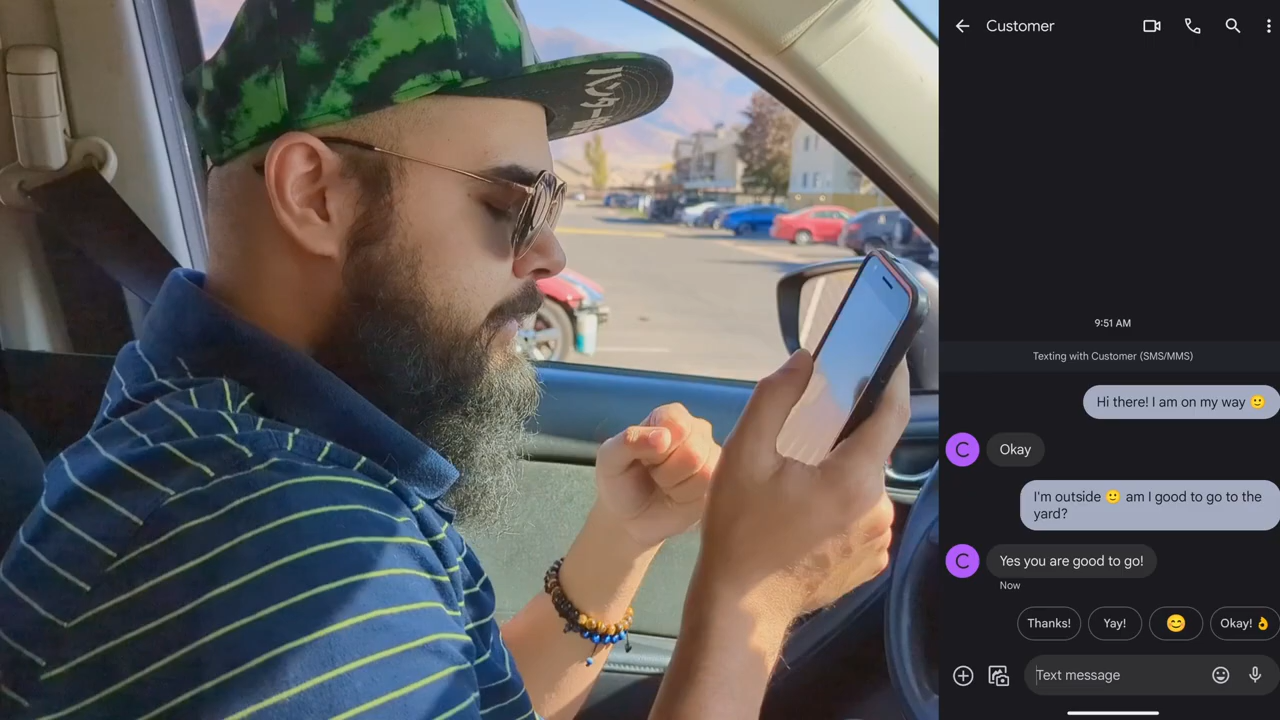 Customer
9:51 AM
Texting with Customer (SMS/MMS)
Hi there! I am on my way 🙂
C
Okay
I'm outside 🙂 am I good to go to the
yard?
C
Yes you are good to go!
Now
Thanks!
Yay!
😊
Okay! 👌
Text message